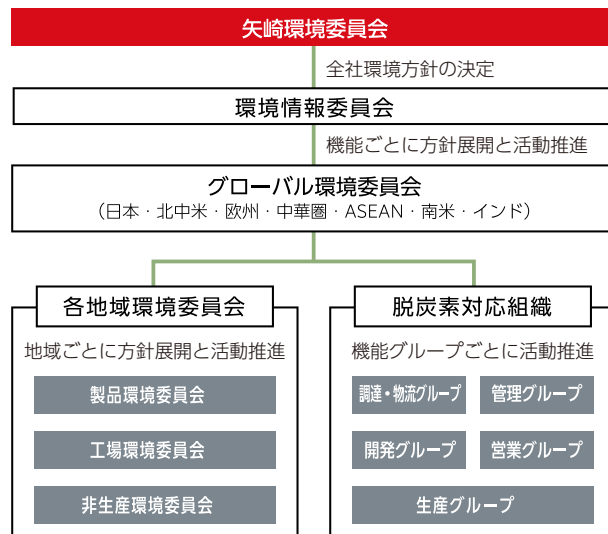 矢崎環境委員会
全社環境方針の決定
環境情報委員会
機能ごとに方針展開と活動推進
グローバル環境委員会
（日本・北中米・欧州・中華圏・ASEAN・南米・インド）
各地域環境委員会
地域ごとに方針展開と活動推進
製品環境委員会
工場環境委員会
非生産環境委員会
脱炭素対応組織
機能グループごとに活動推進
調達・物流グループ
管理グループ
開発グループ
営業グループ
生産グループ